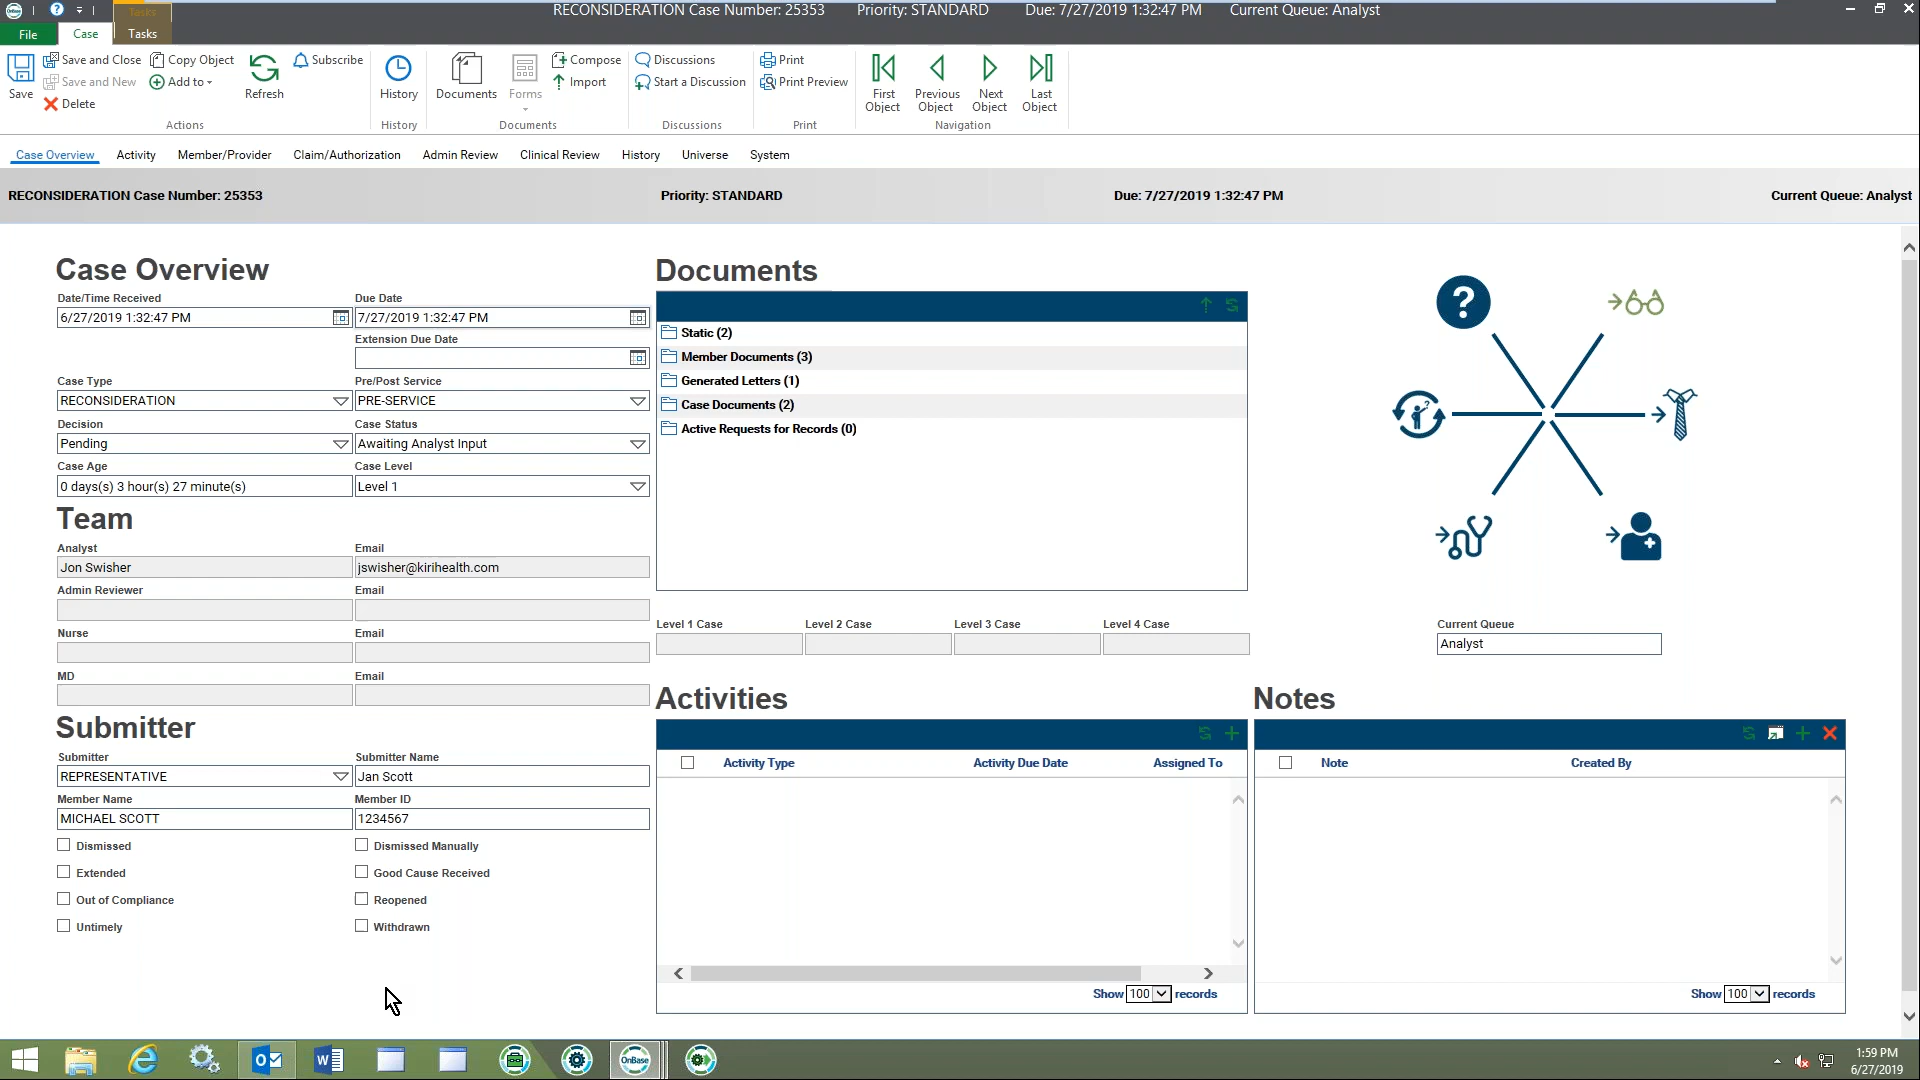 Tasks
RECONSIDERATION Case Number: 25353 Priority: STANDARD Due: 7/27/2019 1:32:47 PM Current Queue: Analyst
File Case Tasks
Save
Save and Close
Save and New
Delete
Copy Object
Add to
Refresh
Subscribe
Actions
History
History
Documents
Forms
Compose
Import
Documents
Discussions
Start a Discussion
Discussions
Print
Print Preview
Print
First Object
Previous Object
Next Object
Last Object
Navigation
Case Overview Activity Member/Provider Claim/Authorization Admin Review Clinical Review History Universe System
RECONSIDERATION Case Number: 25353 Priority: STANDARD Due: 7/27/2019 1:32:47 PM Current Queue: Analyst
Case Overview
Date/Time Received Due Date
6/27/2019 1:32:47 PM 7/27/2019 1:32:47 PM
Extension Due Date
Case Type Pre/Post Service
RECONSIDERATION PRE-SERVICE
Decision Case Status
Pending Awaiting Analyst Input
Case Age Case Level
0 days(s) 3 hour(s) 27 minute(s) Level 1
Team
Analyst Email
Jon Swisher jswisher@kirihealth.com
Admin Reviewer Email
Nurse Email
MD Email
Submitter
Submitter Submitter Name
REPRESENTATIVE Jan Scott
Member Name Member ID
MICHAEL SCOTT 1234567
Dismissed Dismissed Manually
Extended Good Cause Received
Out of Compliance Reopened
Untimely Withdrawn
Documents
Static (2)
Member Documents (3)
Generated Letters (1)
Case Documents (2)
Active Requests for Records (0)
Level 1 Case Level 2 Case Level 3 Case Level 4 Case
?
Current Queue
Analyst
Activities
Activity Type Activity Due Date Assigned To
Show 100 records
Notes
Note Created By
Show 100 records
OnBase
1:59 PM
6/27/2019